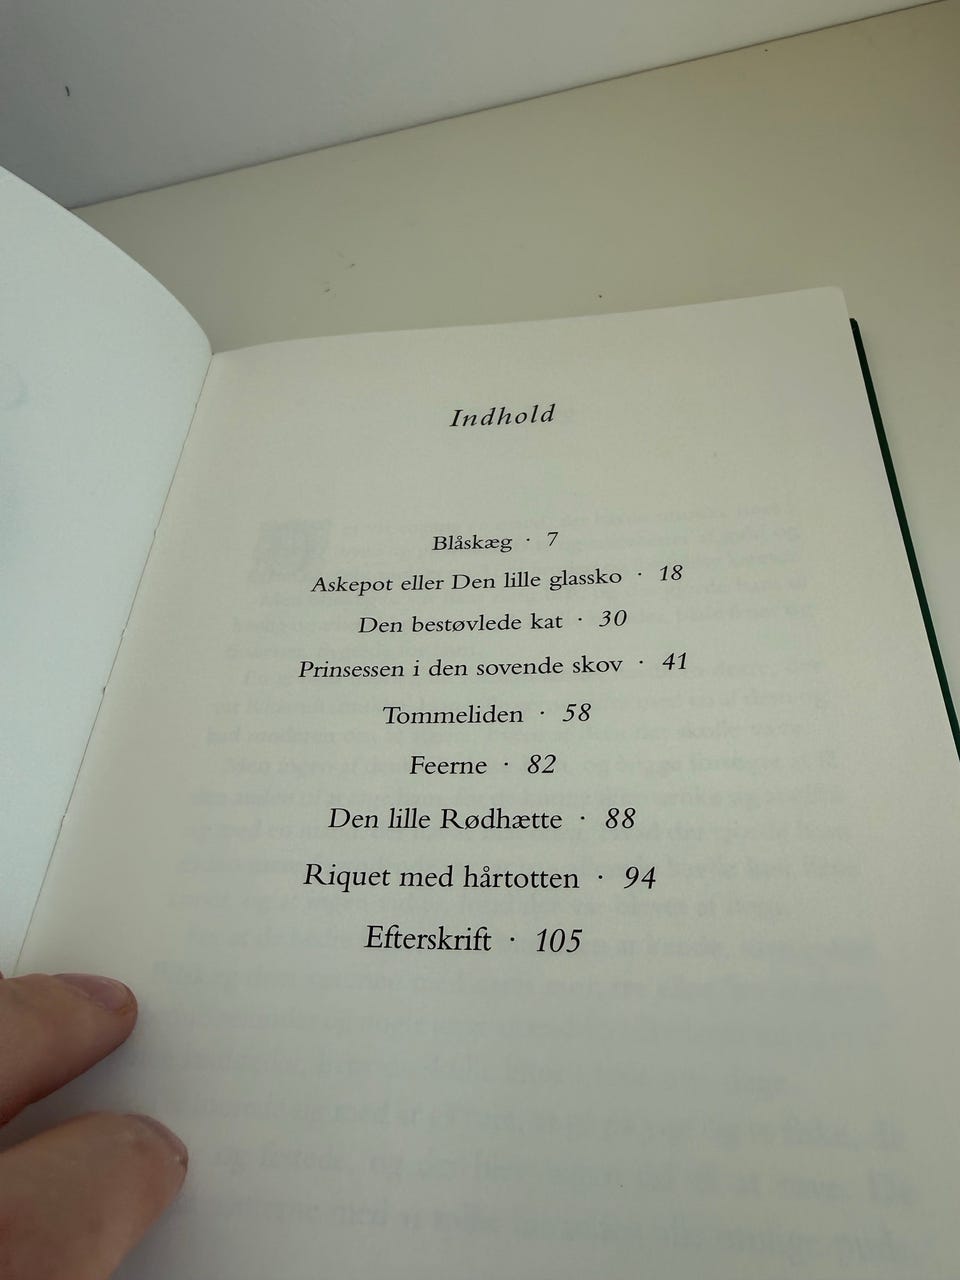 Indhold
Blåskæg · 7
Askepot eller Den lille glassko · 18
Den bestøvlede kat · 30
Prinsessen i den sovende skov · 41
Tommeliden · 58
Feerne · 82
Den lille Rødhætte · 88
Riquet med hårtotten · 94
Efterskrift · 105